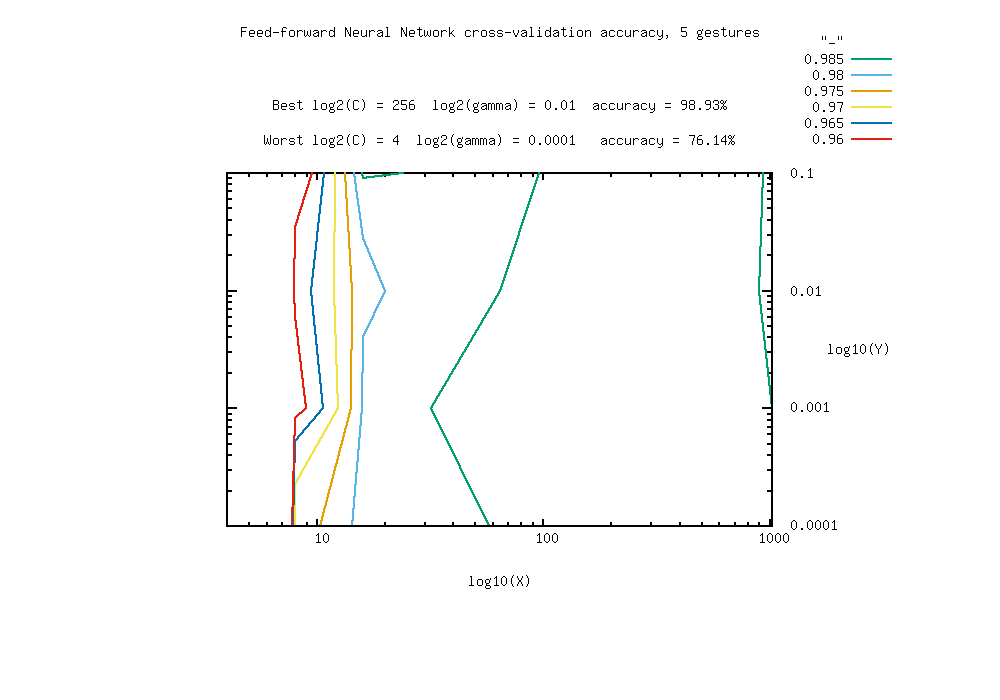 Feed-forward Neural Network cross-validation accuracy, 5 gestures
"_"
0.985
0.98
0.975
0.97
0.965
0.96
Best log2(C) = 256  log2(gamma) = 0.01  accuracy = 98.93%
Worst log2(C) = 4  log2(gamma) = 0.0001   accuracy = 76.14%
0.1
0.01
log10(Y)
0.001
0.0001
10
100
1000
log10(X)